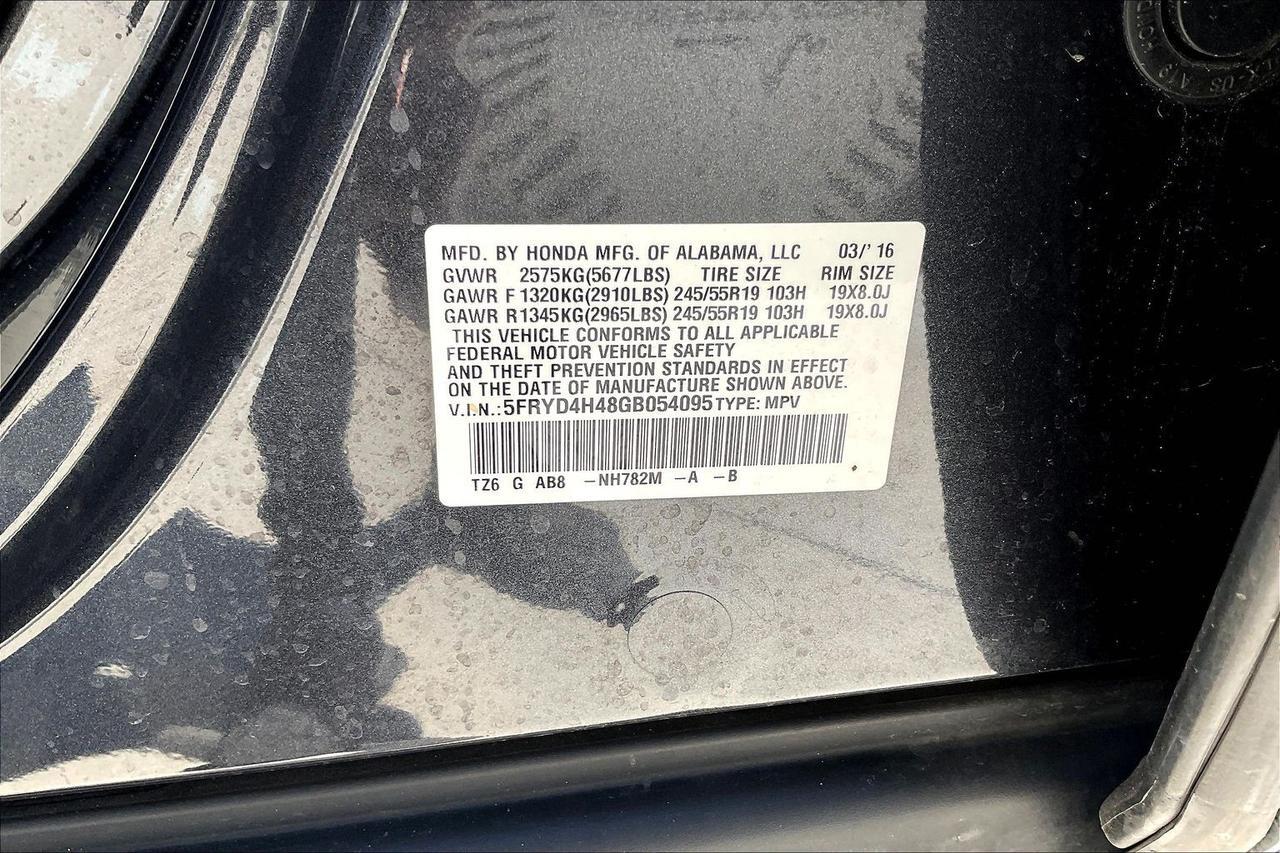 MFD. BY HONDA MFG. OF ALABAMA, LLC 03/' 16
GVWR 2575KG(5677LBS) TIRE SIZE RIM SIZE
GAWR F 1320KG(2910LBS) 245/55R19 103H 19X8.0J
GAWR R1345KG(2965LBS) 245/55R19 103H 19X8.0J
THIS VEHICLE CONFORMS TO ALL APPLICABLE
FEDERAL MOTOR VEHICLE SAFETY
AND THEFT PREVENTION STANDARDS IN EFFECT
ON THE DATE OF MANUFACTURE SHOWN ABOVE.
V.I.N.:5FRYD4H48GB054095 TYPE: MPV
TZ6 G AB8 -NH782M -A -B